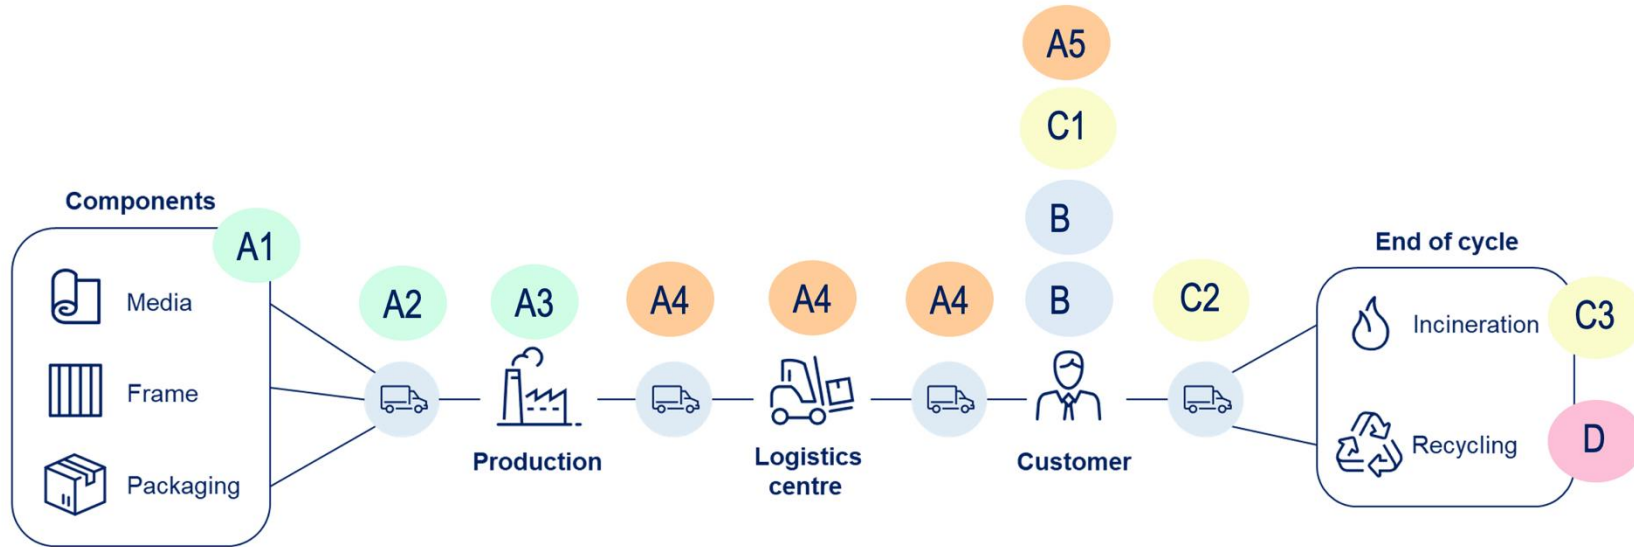 A5
C1
B
B
Components
A1
Media
Frame
Packaging
A2
A3
Production
A4
A4
Logistics
centre
A4
Customer
C2
End of cycle
Incineration
C3
Recycling
D